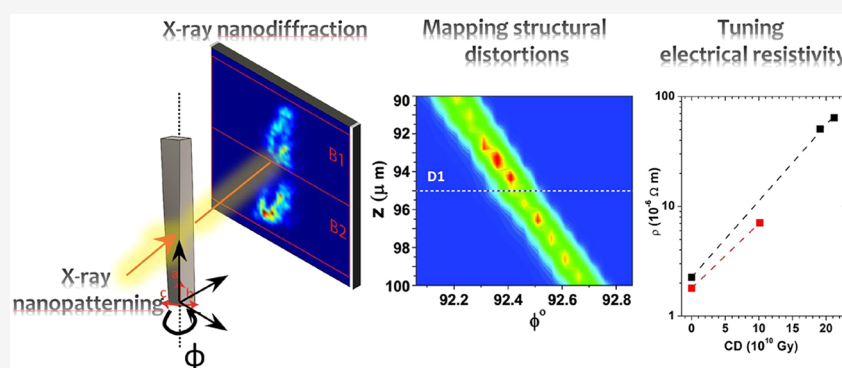 X-ray nanodiffraction
Mapping structural
distortions
Tuning
electrical resistivity
B1
B2
X-ray
nanopatterning
a
b
c
ϕ
D1
90
92
94
96
98
100
z (μ m)
92.2 92.4 92.6 92.8
ϕ°
100
10
1
ρ (10⁻⁶ Ω m)
0 10 20
CD (10¹⁰ Gy)